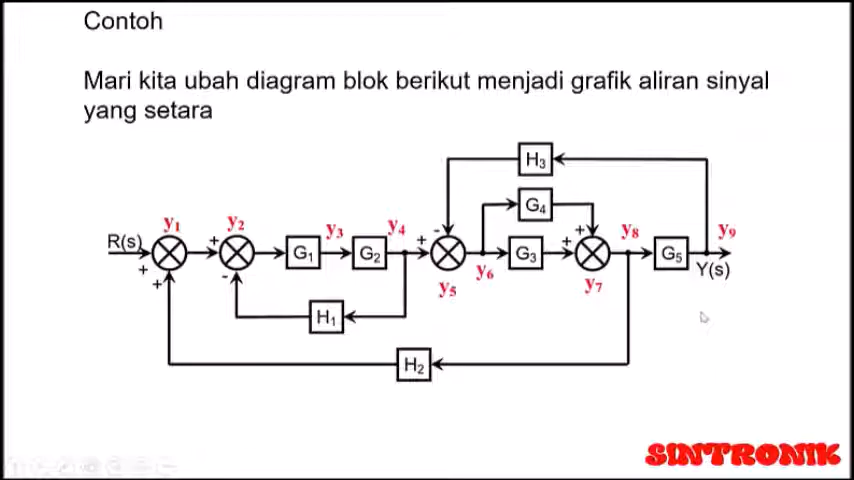 Contoh
Mari kita ubah diagram blok berikut menjadi grafik aliran sinyal
yang setara
H₃
G₄
y₁ y₂ y₃ y₄ y₈ y₉
R(s) + + G₁ G₂ + - G₃ + + G₅
+ + - y₅ y₆ y₇ Y(s)
H₁
H₂
SINTRONIK